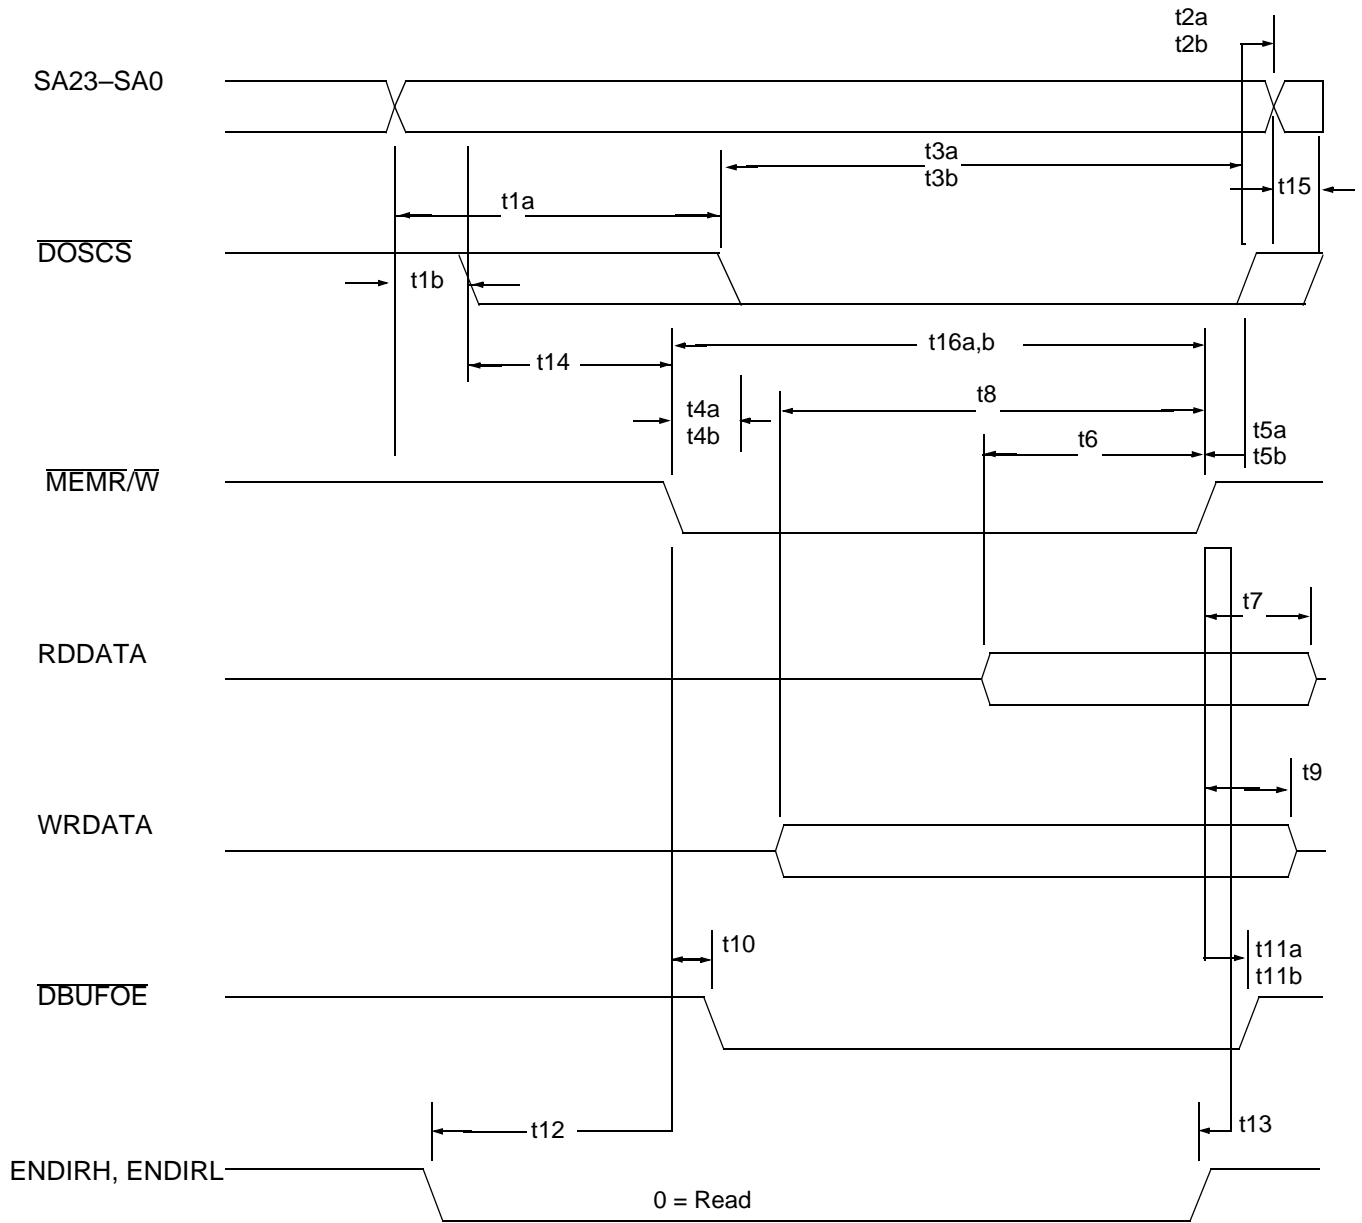 t2a
t2b
SA23–SA0
t3a
t3b
t15
t1a
DOSCS
t1b
t16a,b
t14
t8
t4a
t4b
t6
t5a
t5b
MEMR/W
t7
RDDATA
t9
WRDATA
t10
t11a
t11b
DBUFOE
t12
t13
ENDIRH, ENDIRL
0 = Read